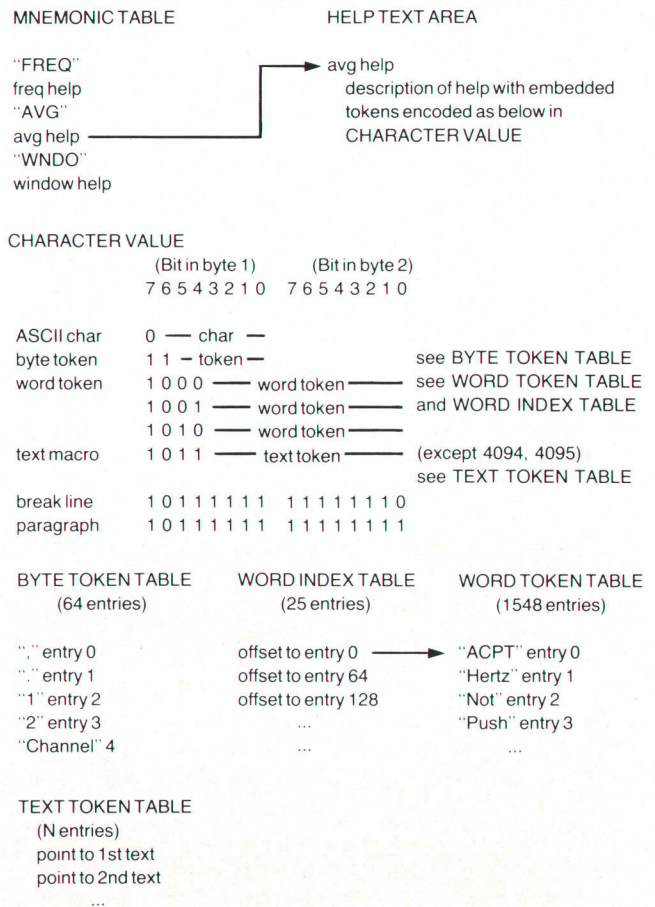 MNEMONIC TABLE
HELP TEXT AREA
"FREQ"
freq help
"AVG"
avg help
"WNDO"
window help
avg help
description of help with embedded
tokens encoded as below in
CHARACTER VALUE
CHARACTER VALUE
(Bit in byte 1) (Bit in byte 2)
7 6 5 4 3 2 1 0 7 6 5 4 3 2 1 0
ASCII char 0 — char —
byte token 1 1 – token – see BYTE TOKEN TABLE
word token 1 0 0 0 — word token — see WORD TOKEN TABLE
1 0 0 1 — word token — and WORD INDEX TABLE
1 0 1 0 — word token —
text macro 1 0 1 1 — text token — (except 4094, 4095)
see TEXT TOKEN TABLE
break line 1 0 1 1 1 1 1 1 1 1 1 1 1 1 1 0
paragraph 1 0 1 1 1 1 1 1 1 1 1 1 1 1 1 1
BYTE TOKEN TABLE
(64 entries)
"," entry 0
"." entry 1
"1" entry 2
"2" entry 3
"Channel" 4
WORD INDEX TABLE
(25 entries)
offset to entry 0
offset to entry 64
offset to entry 128
...
...
WORD TOKEN TABLE
(1548 entries)
"ACPT" entry 0
"Hertz" entry 1
"Not" entry 2
"Push" entry 3
...
TEXT TOKEN TABLE
(N entries)
point to 1st text
point to 2nd text
...